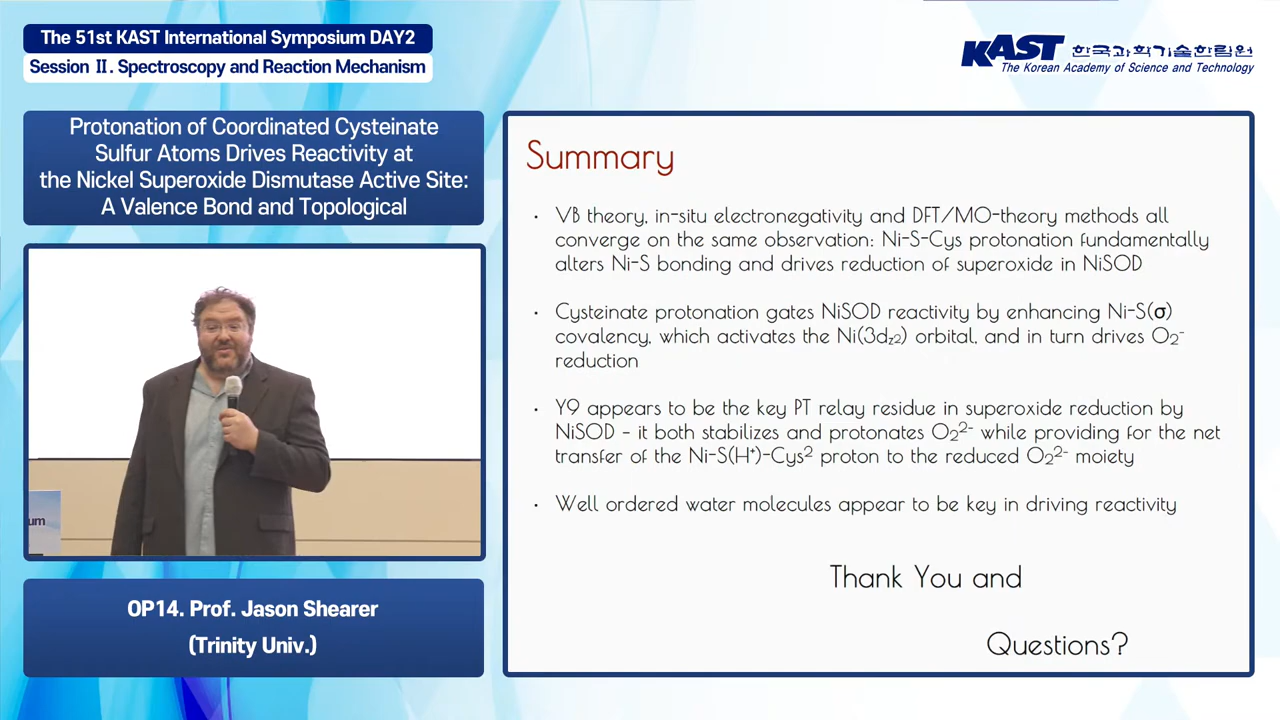 The 51st KAST International Symposium DAY2
Session Ⅱ. Spectroscopy and Reaction Mechanism
KAST 한국과학기술한림원
The Korean Academy of Science and Technology
Protonation of Coordinated Cysteinate
Sulfur Atoms Drives Reactivity at
the Nickel Superoxide Dismutase Active Site:
A Valence Bond and Topological
um
OP14. Prof. Jason Shearer
(Trinity Univ.)
Summary
• VB theory, in-situ electronegativity and DFT/MO-theory methods all
converge on the same observation: Ni-S-Cys protonation fundamentally
alters Ni-S bonding and drives reduction of superoxide in NiSOD
• Cysteinate protonation gates NiSOD reactivity by enhancing Ni-S(σ)
covalency, which activates the Ni(3dz2) orbital, and in turn drives O₂⁻
reduction
• Y9 appears to be the key PT relay residue in superoxide reduction by
NiSOD – it both stabilizes and protonates O₂²⁻ while providing for the net
transfer of the Ni-S(H⁺)-Cys² proton to the reduced O₂²⁻ moiety
• Well ordered water molecules appear to be key in driving reactivity
Thank You and
Questions?